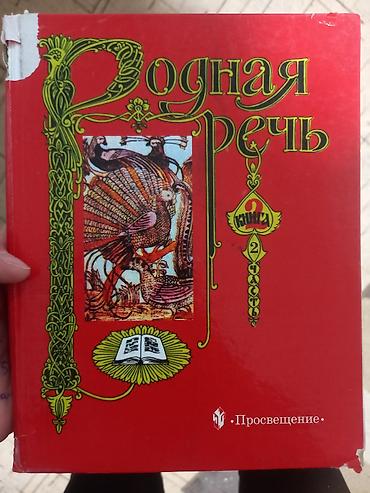 Родная
речь
2
КНИГА
2 часть
•Просвещение•